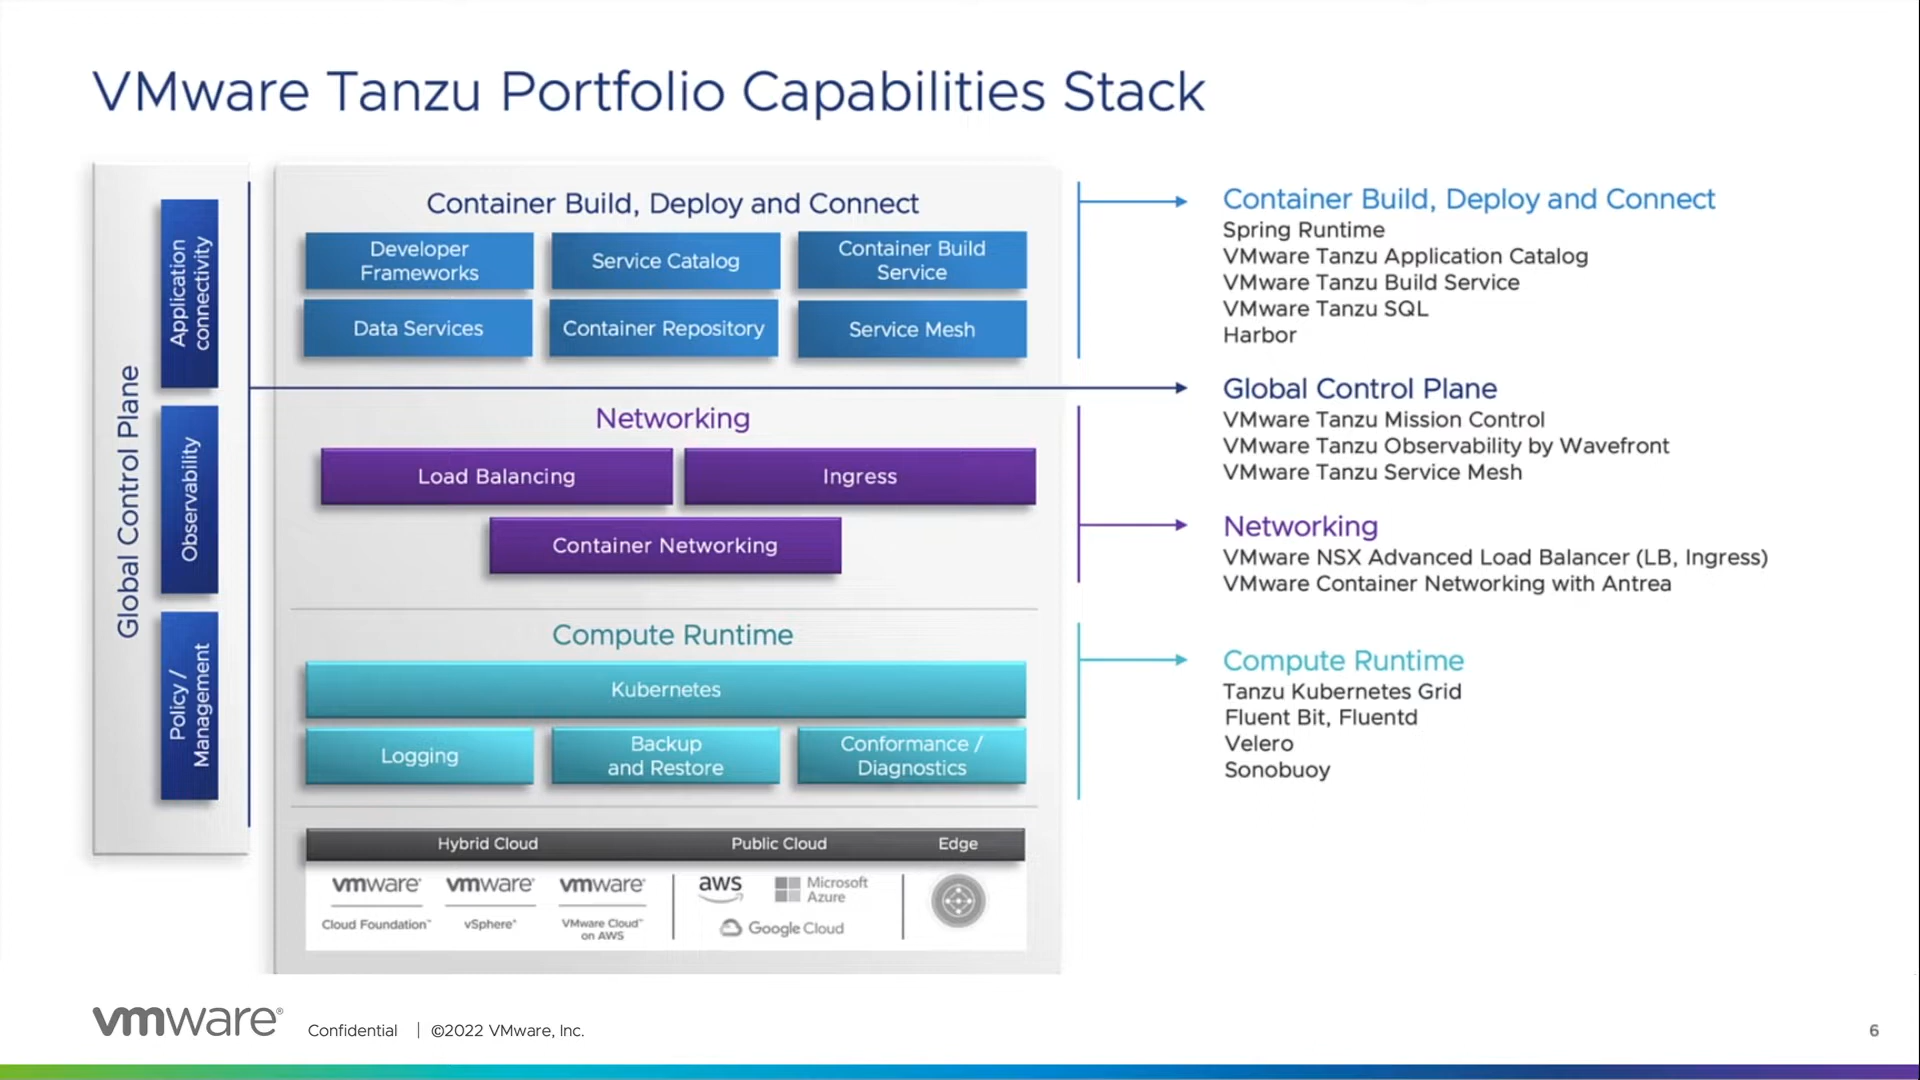 VMware Tanzu Portfolio Capabilities Stack
Global Control Plane
Application
connectivity
Observability
Policy /
Management
Container Build, Deploy and Connect
Developer
Frameworks
Service Catalog
Container Build
Service
Data Services
Container Repository
Service Mesh
Networking
Load Balancing
Ingress
Container Networking
Compute Runtime
Kubernetes
Logging
Backup
and Restore
Conformance /
Diagnostics
Hybrid Cloud
Public Cloud
Edge
vmware®
Cloud Foundation™
vmware®
vSphere®
vmware®
VMware Cloud™
on AWS
aws
Microsoft
Azure
Google Cloud
Container Build, Deploy and Connect
Spring Runtime
VMware Tanzu Application Catalog
VMware Tanzu Build Service
VMware Tanzu SQL
Harbor
Global Control Plane
VMware Tanzu Mission Control
VMware Tanzu Observability by Wavefront
VMware Tanzu Service Mesh
Networking
VMware NSX Advanced Load Balancer (LB, Ingress)
VMware Container Networking with Antrea
Compute Runtime
Tanzu Kubernetes Grid
Fluent Bit, Fluentd
Velero
Sonobuoy
vmware® Confidential | ©2022 VMware, Inc.
6